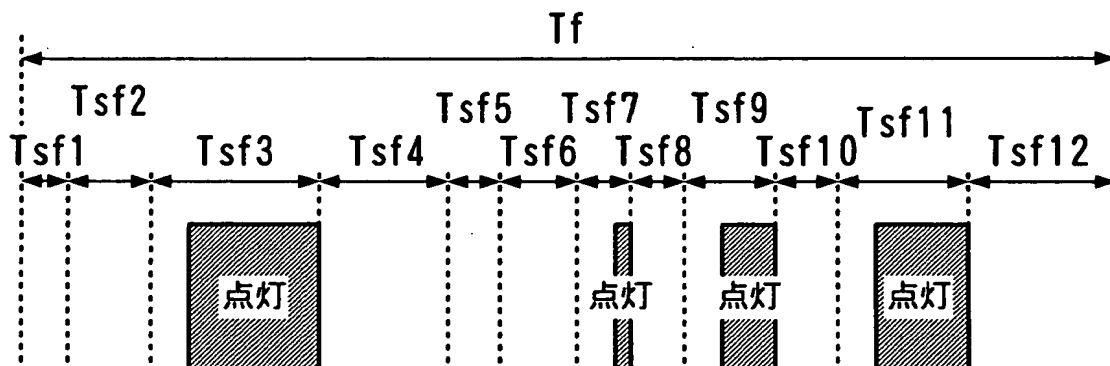 Tf
Tsf2 Tsf5 Tsf7 Tsf9 Tsf11
Tsf1 Tsf3 Tsf4 Tsf6 Tsf8 Tsf10 Tsf12
点灯 点灯 点灯 点灯